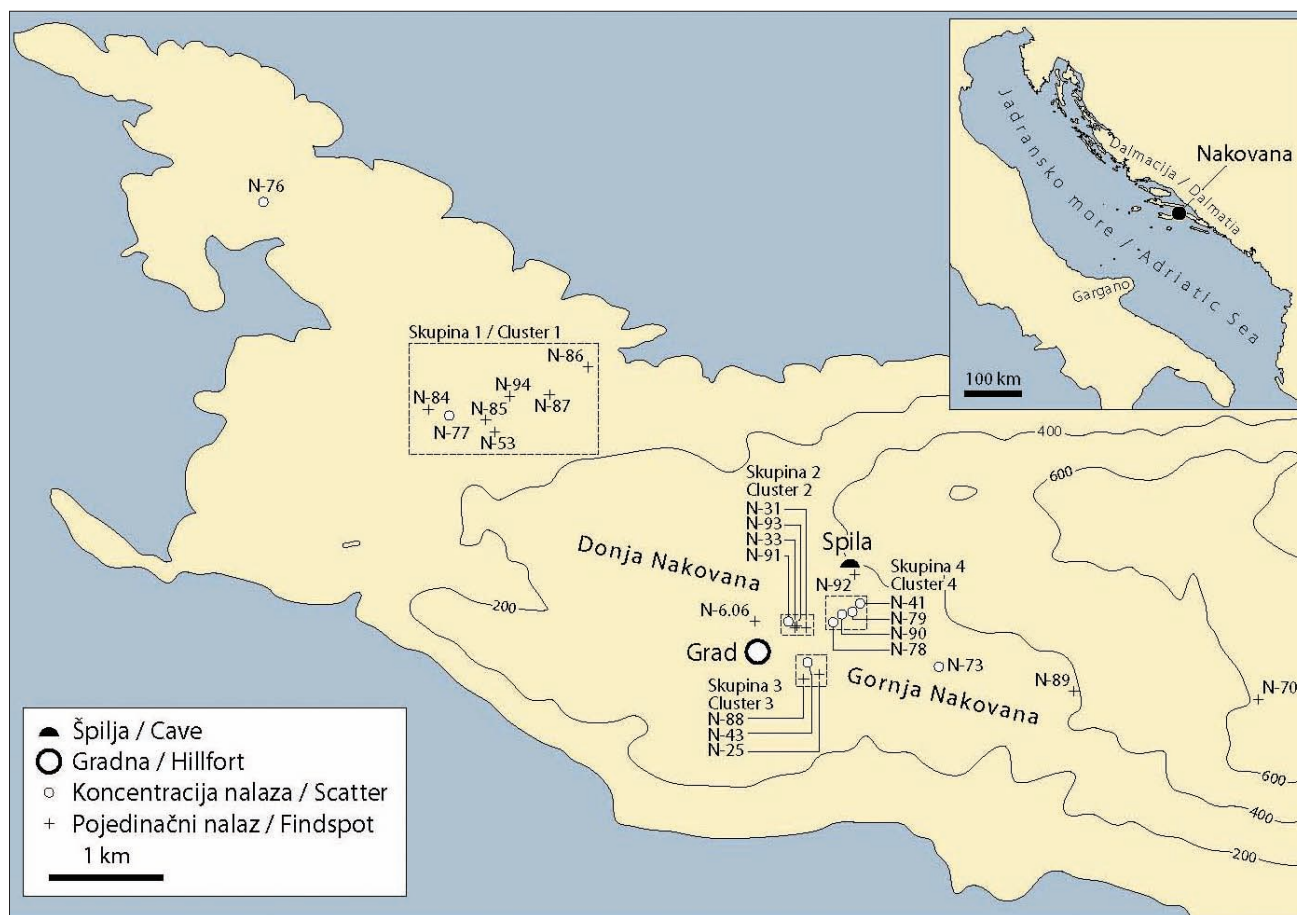 N-76
Skupina 1 / Cluster 1
N-86
N-94
N-84
N-85
N-87
N-77
N-53
Jadransko more / Adriatic Sea
Dalmacija / Dalmatia
Nakovana
Gargano
100 km
400
600
Skupina 2
Cluster 2
N-31
N-93
N-33
N-91
Donja Nakovana
Spila
Skupina 4
Cluster 4
N-92
N-41
N-79
N-90
N-78
200
N-6.06
Grad
N-73
Gornja Nakovana
N-89
N-70
Skupina 3
Cluster 3
N-88
N-43
N-25
600
400
200
Špilja / Cave
Gradna / Hillfort
Koncentracija nalaza / Scatter
Pojedinačni nalaz / Findspot
1 km